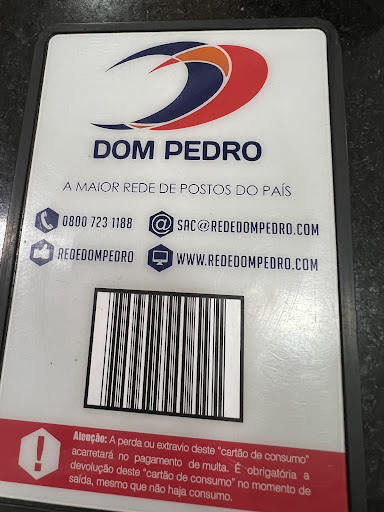 DOM PEDRO
A MAIOR REDE DE POSTOS DO PAÍS
0800 723 1188 SAC@REDEDOMPEDRO.COM
REDEDOMPEDRO WWW.REDEDOMPEDRO.COM
Atenção: A perda ou extravio deste "cartão de consumo"
acarretará no pagamento de multa. É obrigatória a
devolução deste "cartão de consumo" no momento de
saída, mesmo que não haja consumo.